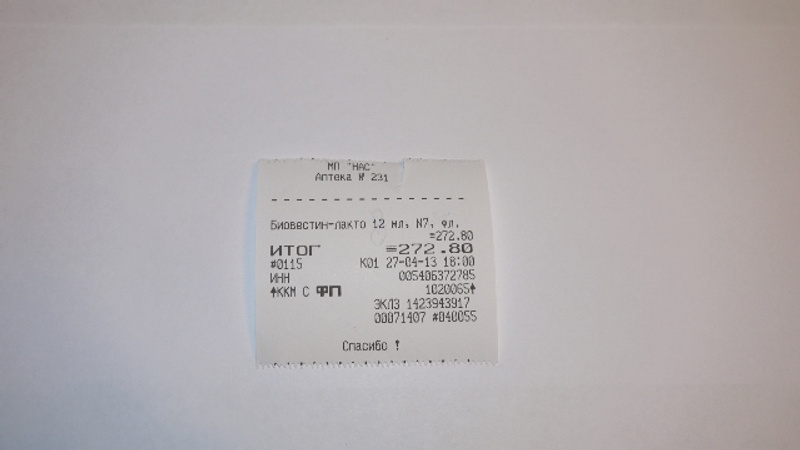 МП "НАС"
Аптека № 231
- - - - - - - - - - - - - - - - - -
Биовестин-лакто 12 мл, N7, фл.
=272.80
ИТОГ =272.80
#0115 К01 27-04-13 18:00
ИНН 005406372785
↑ККМ С ФП 1020065↑
ЭКЛЗ 1423943917
00071407 #040055
Спасибо !